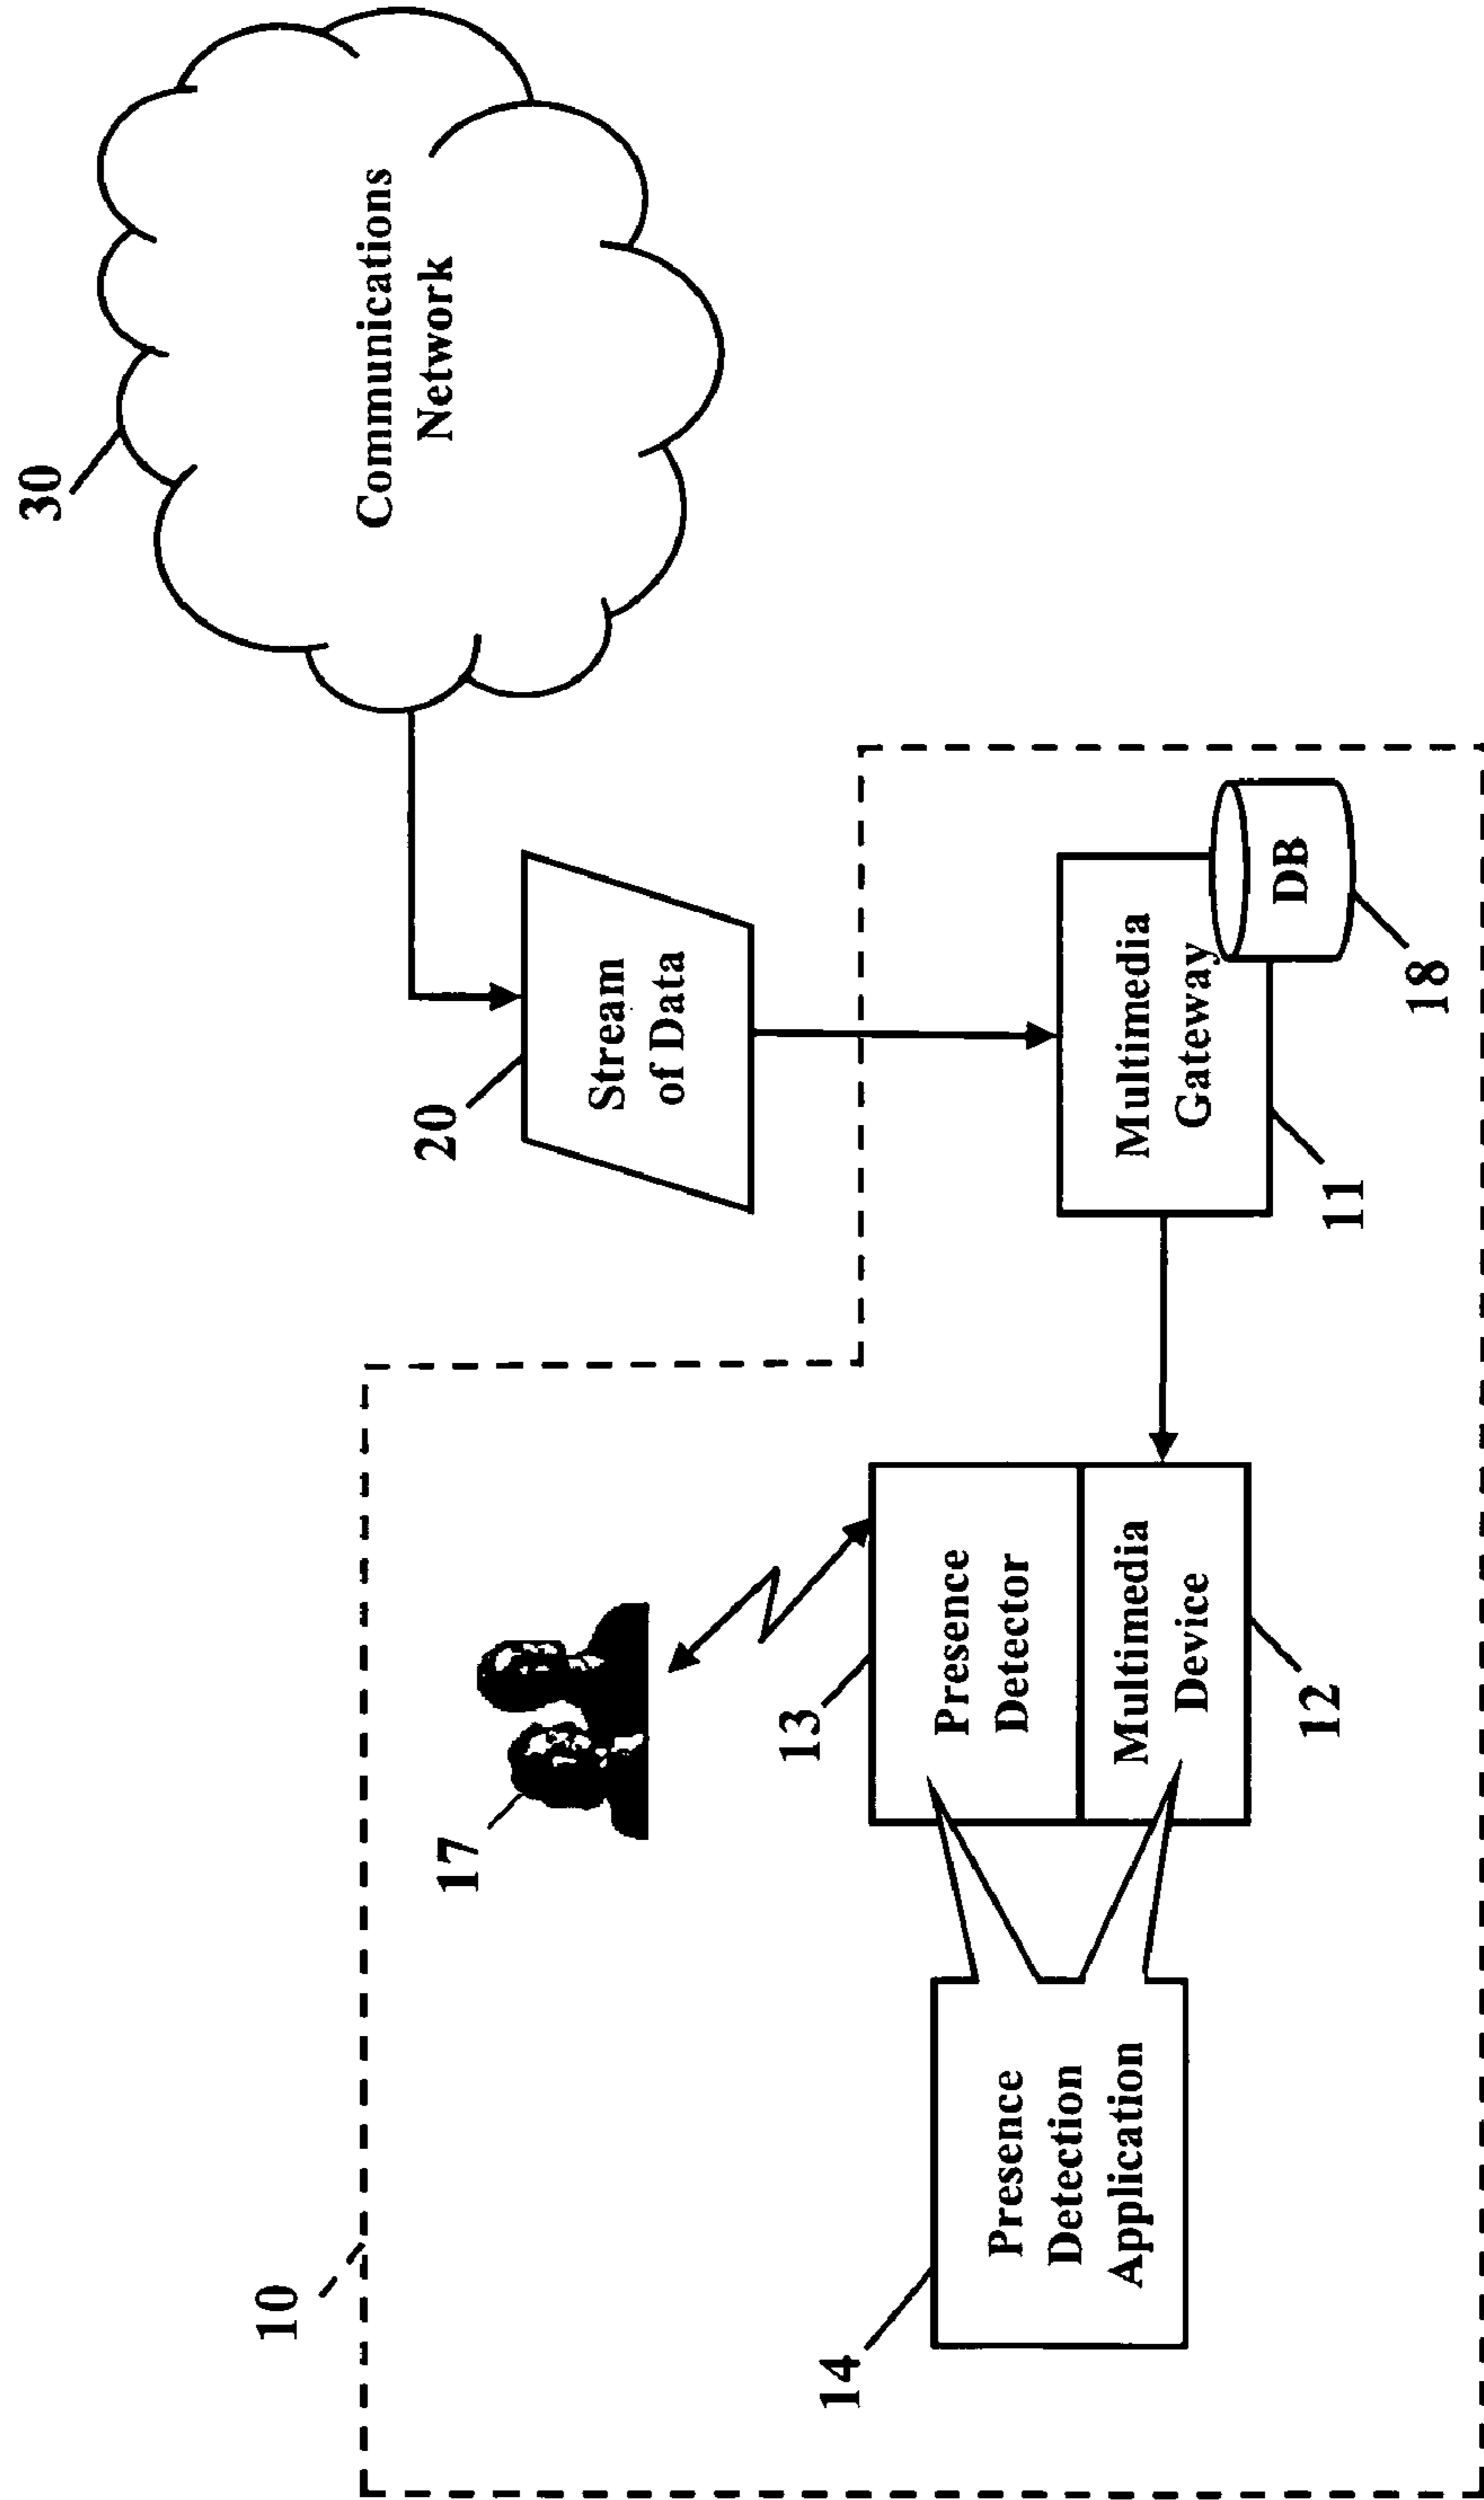 10
17
20
30
Communications
Network
Stream
of Data
13
14
Presence
Detection
Application
Presence
Detector
Multimedia
Device
12
Multimedia
Gateway
11
DB
18